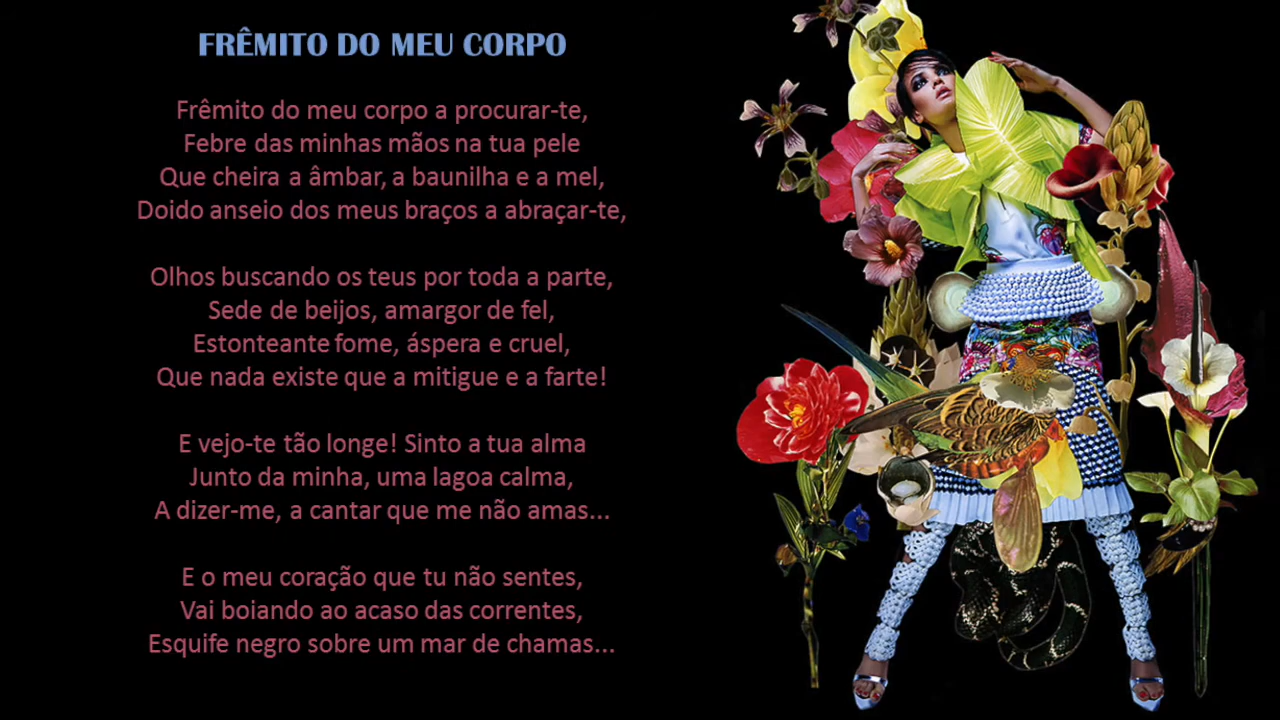 FRÊMITO DO MEU CORPO
Frêmito do meu corpo a procurar-te,
Febre das minhas mãos na tua pele
Que cheira a âmbar, a baunilha e a mel,
Doido anseio dos meus braços a abraçar-te,
Olhos buscando os teus por toda a parte,
Sede de beijos, amargor de fel,
Estonteante fome, áspera e cruel,
Que nada existe que a mitigue e a farte!
E vejo-te tão longe! Sinto a tua alma
Junto da minha, uma lagoa calma,
A dizer-me, a cantar que me não amas...
E o meu coração que tu não sentes,
Vai boiando ao acaso das correntes,
Esquife negro sobre um mar de chamas...